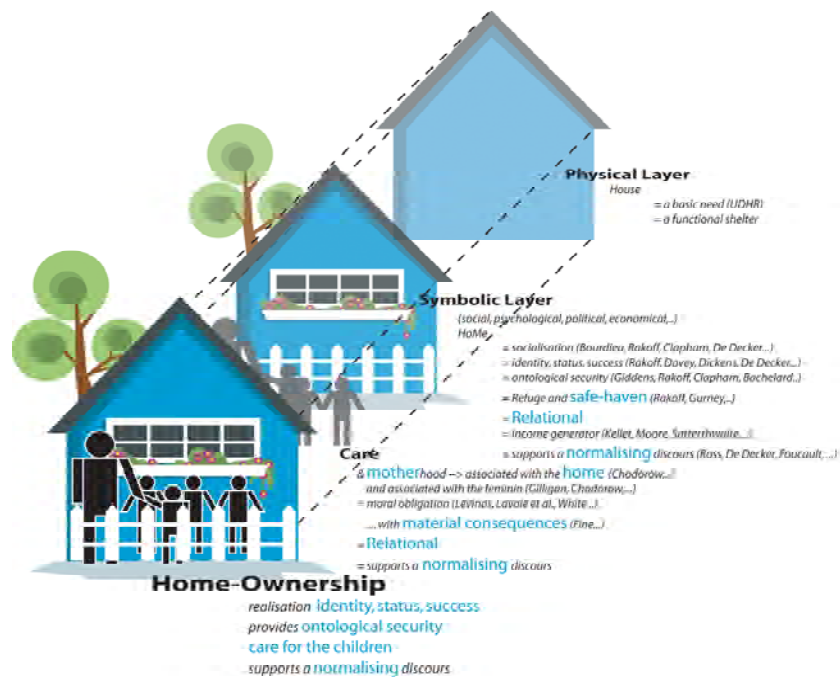 Physical Layer
House
= a basic need (UDHR)
= a functional shelter
Symbolic Layer
(social, psychological, political, economical,..)
HoMe
= socialisation (Bourdieu, Rakoff, Clapham, De Decker...)
= identity, status, success (Rakoff, Davey, Dickens, De Decker...)
= ontological security (Giddens, Rakoff, Clapham, Bachelard..)
= Refuge and safe-haven (Rakoff, Gurney,..)
= Relational
= income generator (Kellet, Moore, Satterthwaite...)
= supports a normalising discours (Ross, De Decker, Foucault, ...)
Care
& motherhood --> associated with the home (Chodorow...)
and associated with the feminin (Gilligan, Chodorow,...)
= moral obligation (Levinas, Lavoie et al., White ..)
.... with material consequences (Fine...)
= Relational
= supports a normalising discours
Home-Ownership
realisation identity, status, success
provides ontological security
care for the children
supports a normalising discours